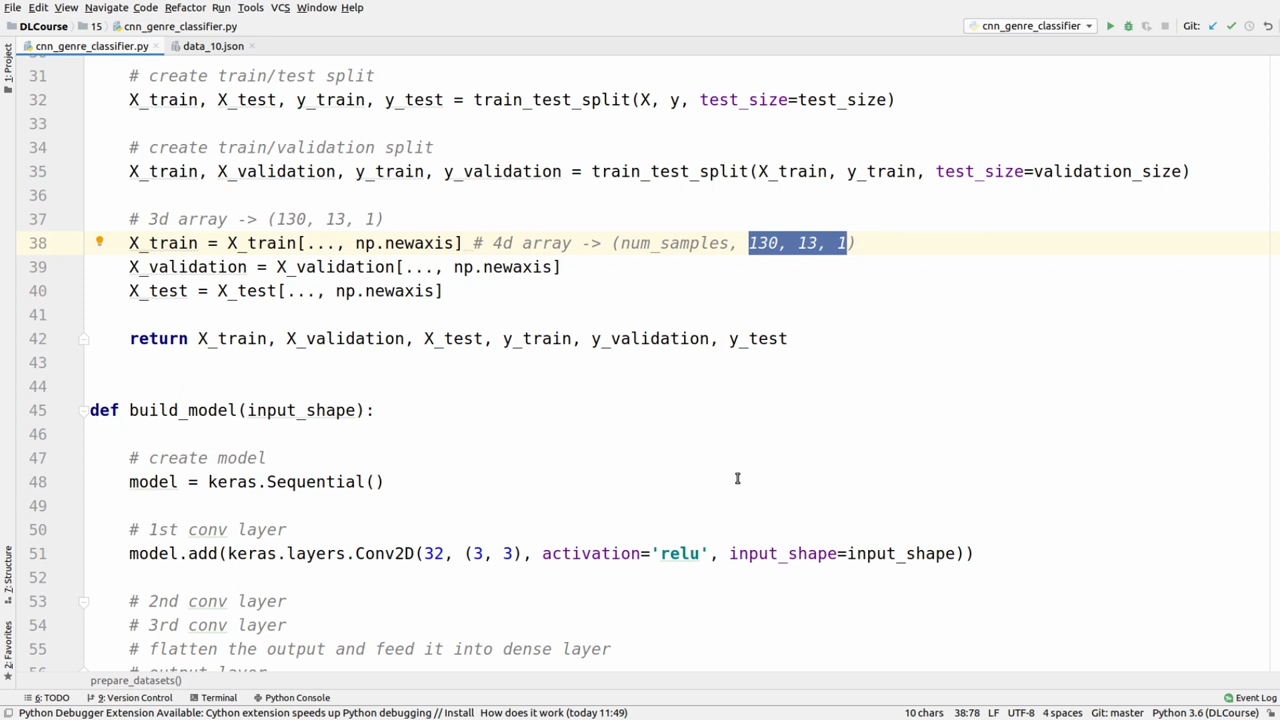 File Edit View Navigate Code Refactor Run Tools VCS Window Help
DLCourse 15 cnn_genre_classifier.py cnn_genre_classifier Git:
cnn_genre_classifier.py data_10.json
1: Project
31 # create train/test split
32 X_train, X_test, y_train, y_test = train_test_split(X, y, test_size=test_size)
33
34 # create train/validation split
35 X_train, X_validation, y_train, y_validation = train_test_split(X_train, y_train, test_size=validation_size)
36
37 # 3d array -> (130, 13, 1)
38 X_train = X_train[..., np.newaxis] # 4d array -> (num_samples, 130, 13, 1)
39 X_validation = X_validation[..., np.newaxis]
40 X_test = X_test[..., np.newaxis]
41
42 return X_train, X_validation, X_test, y_train, y_validation, y_test
43
44
45 def build_model(input_shape):
46
47 # create model
48 model = keras.Sequential()
49
50 # 1st conv layer
51 model.add(keras.layers.Conv2D(32, (3, 3), activation='relu', input_shape=input_shape))
52
53 # 2nd conv layer
54 # 3rd conv layer
55 # flatten the output and feed it into dense layer
56 # output layer
7: Structure
2: Favorites
prepare_datasets()
6: TODO 9: Version Control Terminal Python Console Event Log
Python Debugger Extension Available: Cython extension speeds up Python debugging // Install How does it work (today 11:49) 10 chars 38:78 LF UTF-8 4 spaces Git: master Python 3.6 (DLCourse)